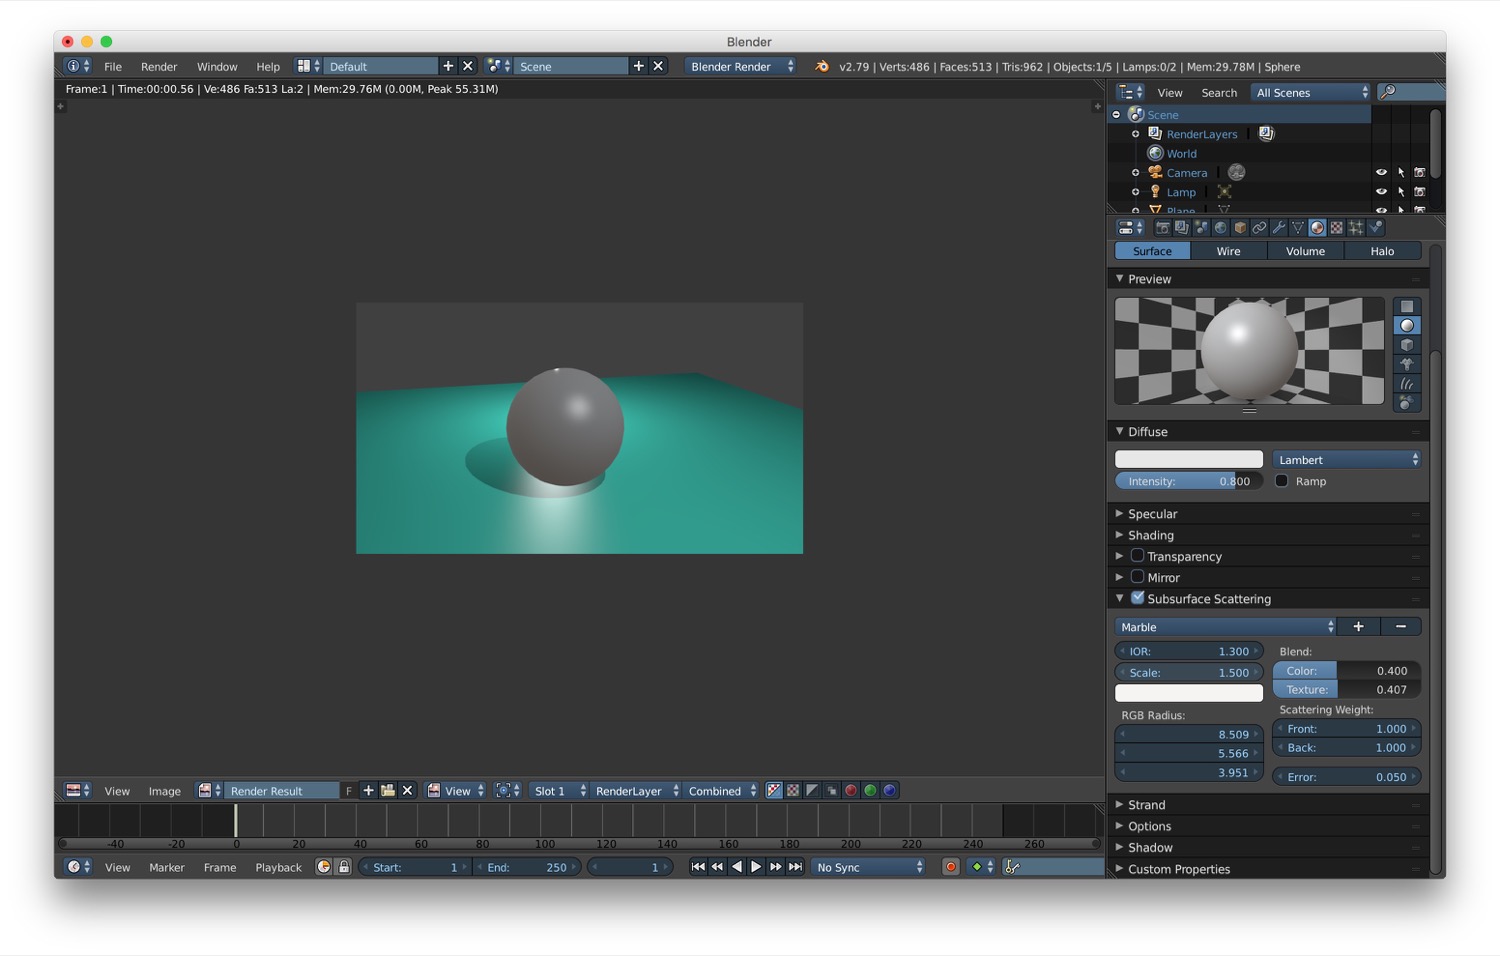 Blender
File Render Window Help Default Scene Blender Render v2.79 | Verts:486 | Faces:513 | Tris:962 | Objects:1/5 | Lamps:0/2 | Mem:29.78M | Sphere
Frame:1 | Time:00:00.56 | Ve:486 Fa:513 La:2 | Mem:29.76M (0.00M, Peak 55.31M)
View Search All Scenes
Scene
RenderLayers
World
Camera
Lamp
Plane
Surface Wire Volume Halo
Preview
Diffuse
Lambert
Intensity: 0.800 Ramp
Specular
Shading
Transparency
Mirror
Subsurface Scattering
Marble
IOR: 1.300 Blend:
Scale: 1.500 Color: 0.400
Texture: 0.407
RGB Radius: Scattering Weight:
8.509 Front: 1.000
5.566 Back: 1.000
3.951 Error: 0.050
Strand
Options
Shadow
Custom Properties
View Image Render Result F View Slot 1 RenderLayer Combined
-40 -20 0 20 40 60 80 100 120 140 160 180 200 220 240 260
View Marker Frame Playback Start: 1 End: 250 1 No Sync